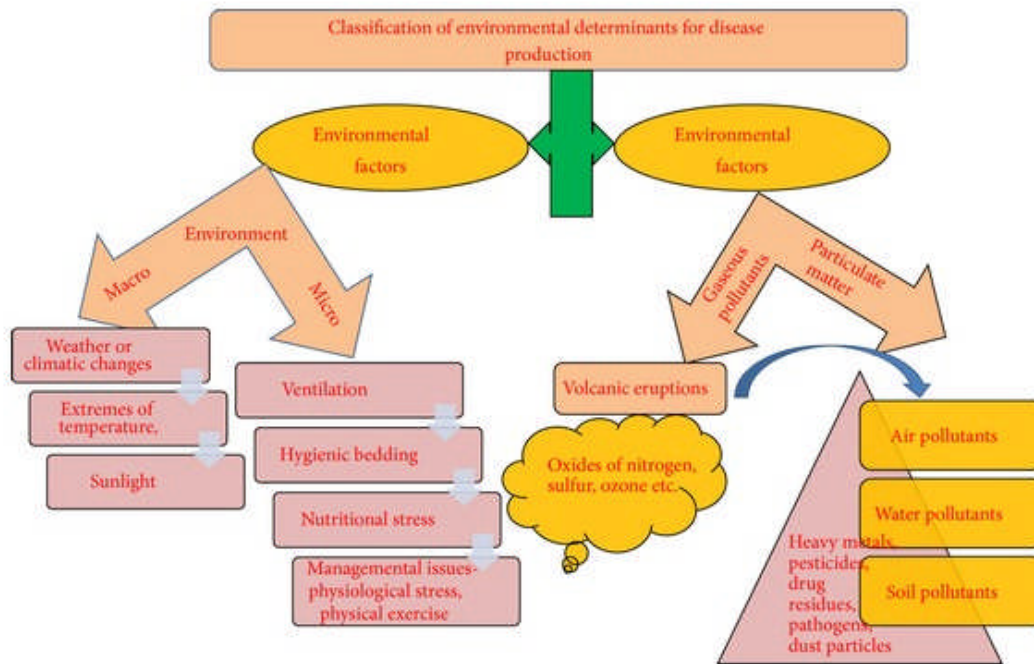 Classification of environmental determinants for disease
production
Environmental
factors
Environmental
factors
Environment
Macro
Micro
Weather or
climatic changes
Extremes of
temperature,
Sunlight
Ventilation
Hygienic bedding
Nutritional stress
Managemental issues-
physiological stress,
physical exercise
Gaseous
pollutants
Particulate
matter
Volcanic eruptions
Oxides of nitrogen,
sulfur, ozone etc.
Air pollutants
Water pollutants
Soil pollutants
Heavy metals,
pesticides,
drug
residues,
pathogens,
dust particles